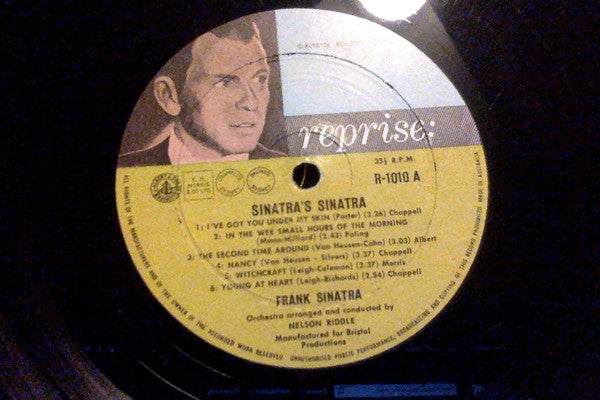 reprise:
33⅓ R.P.M.
R-1010 A
E. H. MORRIS & CO LTD.
SINATRA'S SINATRA
1: I'VE GOT YOU UNDER MY SKIN (Porter) (3.26) Chappell
2: IN THE WEE SMALL HOURS OF THE MORNING
(Mann-Hilliard) (2.43) Paling
3: THE SECOND TIME AROUND (Van Heusen-Cahn) (3.03) Albert
4: NANCY (Van Heusen - Silvers) (3.37) Chappell
5: WITCHCRAFT (Leigh-Coleman) (2.37) Morris
6: YOUNG AT HEART (Leigh-Richards) (2.54) Chappell
FRANK SINATRA
Orchestra arranged and conducted by
NELSON RIDDLE
Manufactured for Bristol
Productions
ALL RIGHTS OF THE MANUFACTURERS AND OF THE OWNER OF THE RECORDED WORK RESERVED. UNAUTHORISED PUBLIC PERFORMANCE, BROADCASTING AND COPYING OF THIS RECORD PROHIBITED. MADE IN AUSTRALIA